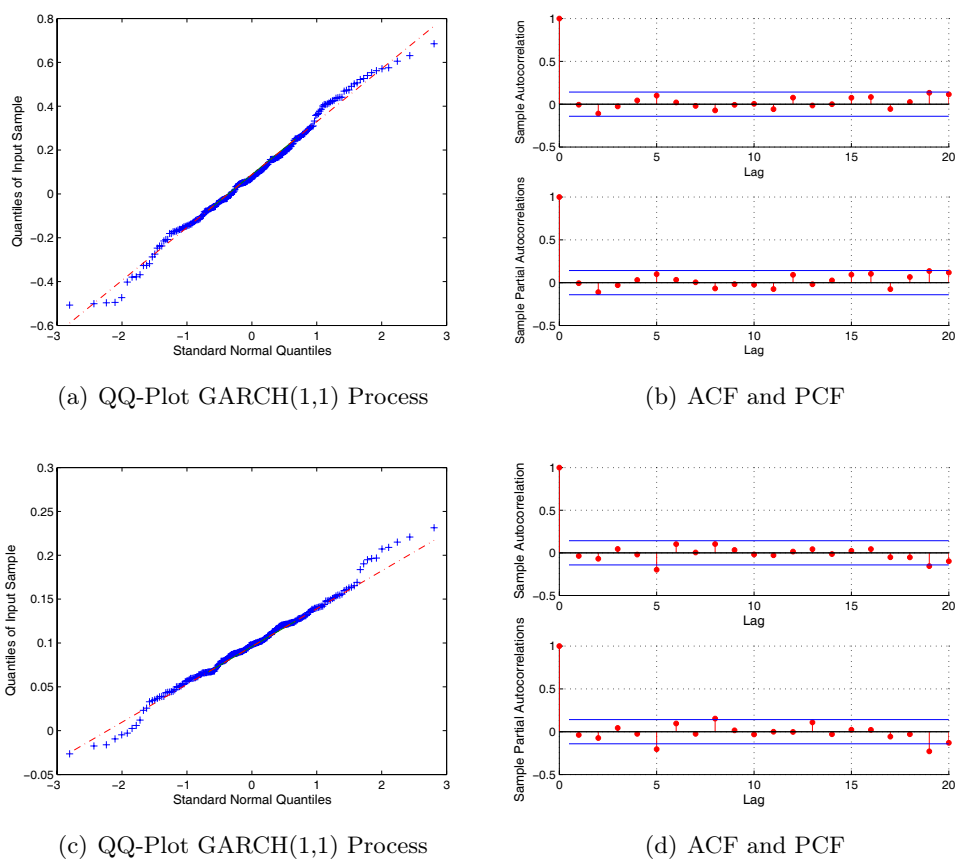 0.8
0.6
0.4
0.2
0
−0.2
−0.4
−0.6
−3 −2 −1 0 1 2 3
Quantiles of Input Sample
Standard Normal Quantiles
1
0.5
0
−0.5
0 5 10 15 20
Sample Autocorrelation
Lag
1
0.5
0
−0.5
0 5 10 15 20
Sample Partial Autocorrelations
Lag
(a) QQ-Plot GARCH(1,1) Process
(b) ACF and PCF
0.3
0.25
0.2
0.15
0.1
0.05
0
−0.05
−3 −2 −1 0 1 2 3
Quantiles of Input Sample
Standard Normal Quantiles
1
0.5
0
−0.5
0 5 10 15 20
Sample Autocorrelation
Lag
1
0.5
0
−0.5
0 5 10 15 20
Sample Partial Autocorrelations
Lag
(c) QQ-Plot GARCH(1,1) Process
(d) ACF and PCF